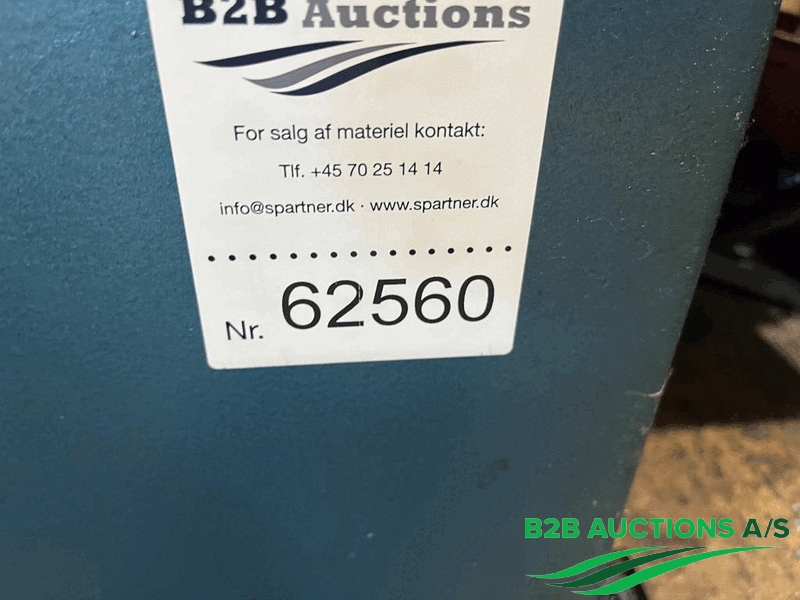 B2B Auctions
For salg af materiel kontakt:
Tlf. +45 70 25 14 14
info@spartner.dk · www.spartner.dk
Nr. 62560
B2B AUCTIONS A/S